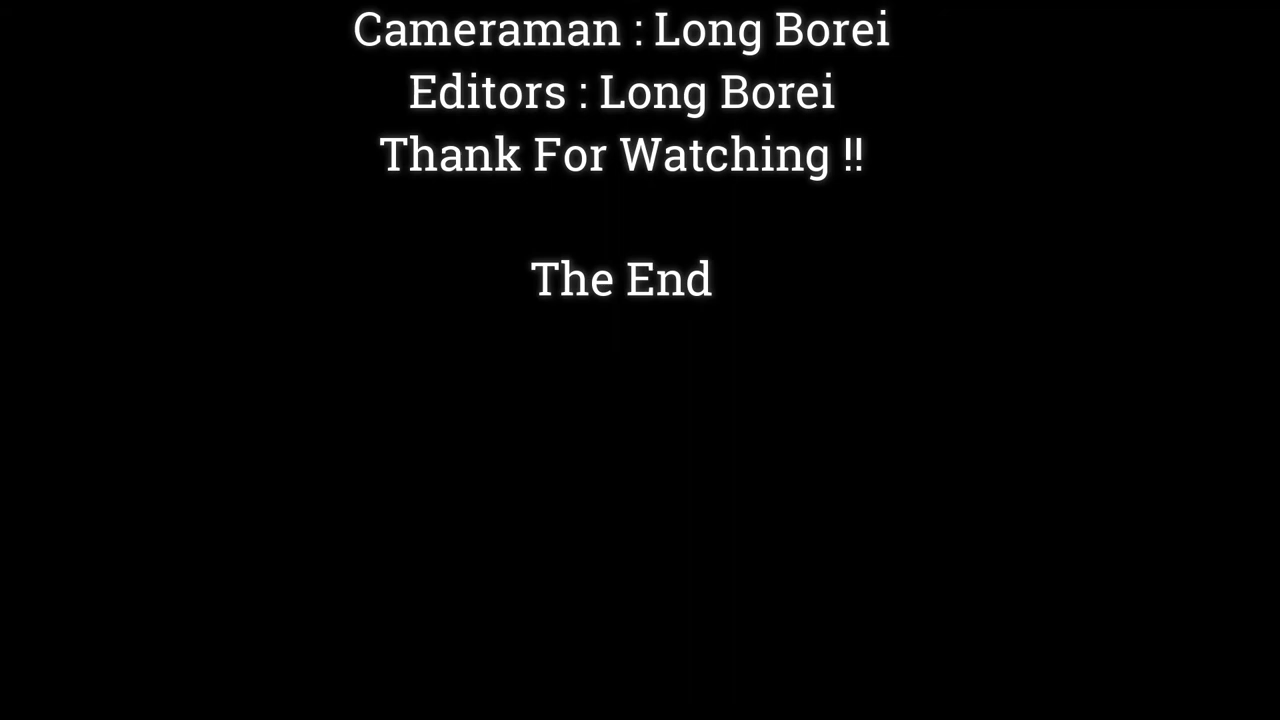 Cameraman : Long Borei
Editors : Long Borei
Thank For Watching !!
The End